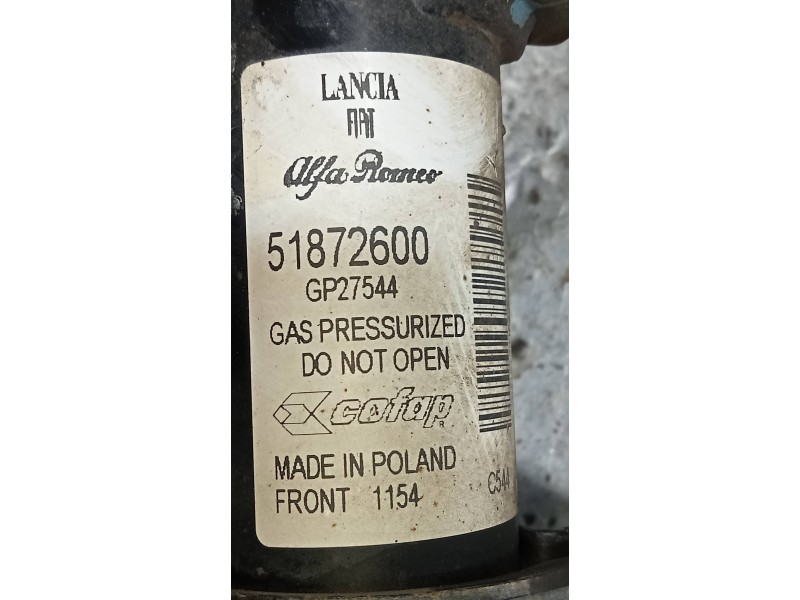 LANCIA
FIAT
Alfa Romeo
51872600
GP27544
GAS PRESSURIZED
DO NOT OPEN
cofap
R
MADE IN POLAND
FRONT 1154
C544